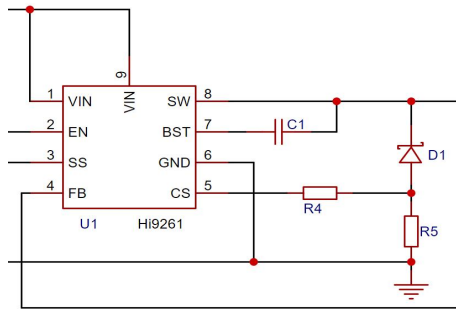 9
VIN
1 VIN SW 8
2 EN BST 7 C1
3 SS GND 6 D1
4 FB CS 5
R4
U1 Hi9261 R5